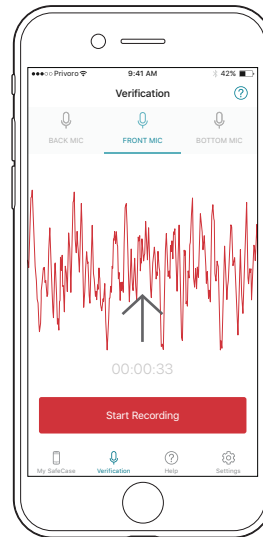 Privoro 9:41 AM 42%
Verification ?
BACK MIC FRONT MIC BOTTOM MIC
00:00:33
Start Recording
?
My SafeCase Verification Help Settings